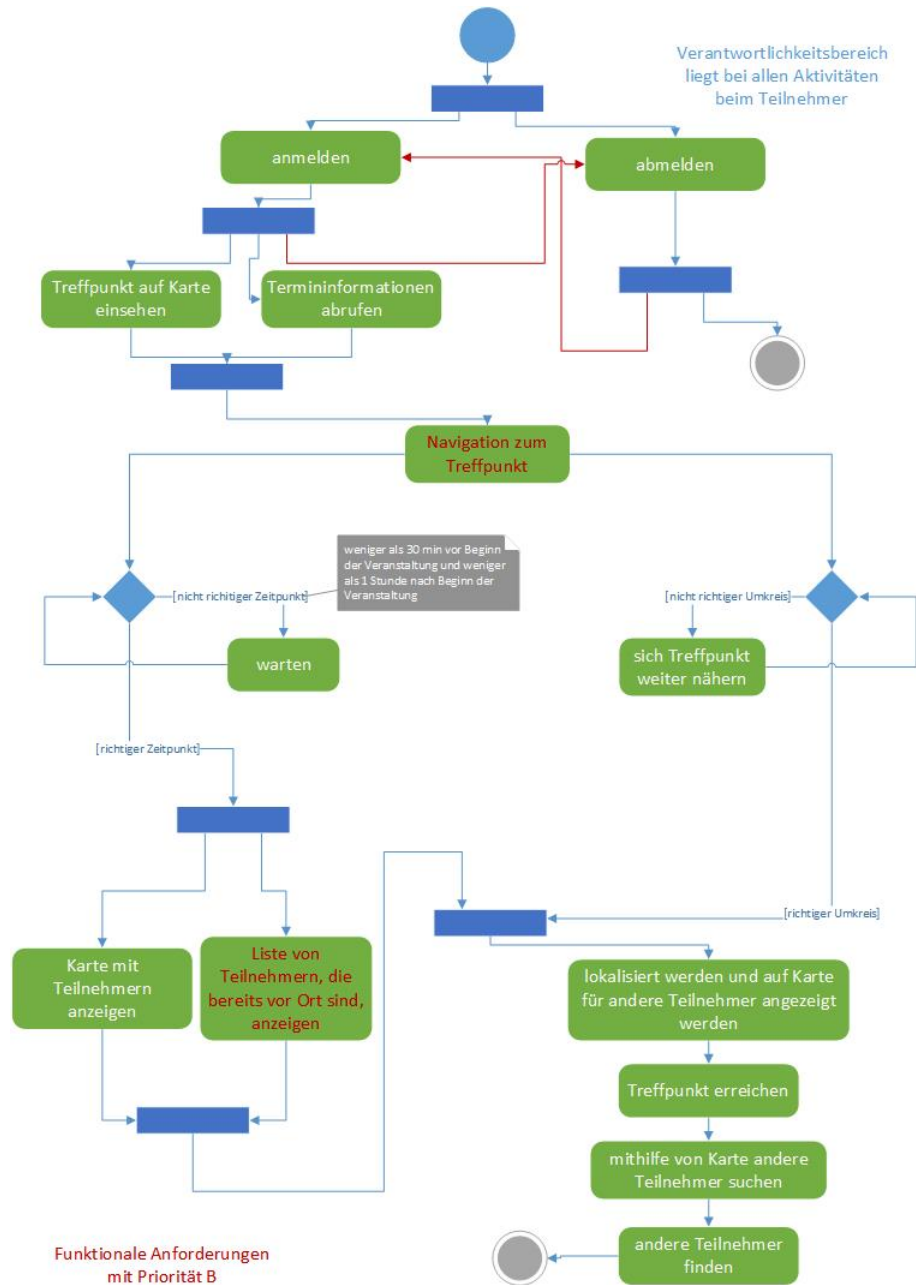 Verantwortlichkeitsbereich
liegt bei allen Aktivitäten
beim Teilnehmer
anmelden
abmelden
Treffpunkt auf Karte
einsehen
Termininformationen
abrufen
Navigation zum
Treffpunkt
weniger als 30 min vor Beginn
der Veranstaltung und weniger
als 1 Stunde nach Beginn der
Veranstaltung
[nicht richitiger Zeitpunkt]
[nicht richtiger Umkreis]
warten
sich Treffpunkt
weiter nähern
[richtiger Zeitpunkt]
[richtiger Umkreis]
Karte mit
Teilnehmern
anzeigen
Liste von
Teilnehmern, die
bereits vor Ort sind,
anzeigen
lokalisiert werden und auf Karte
für andere Teilnehmer angezeigt
werden
Treffpunkt erreichen
mithilfe von Karte andere
Teilnehmer suchen
andere Teilnehmer
finden
Funktionale Anforderungen
mit Priorität B